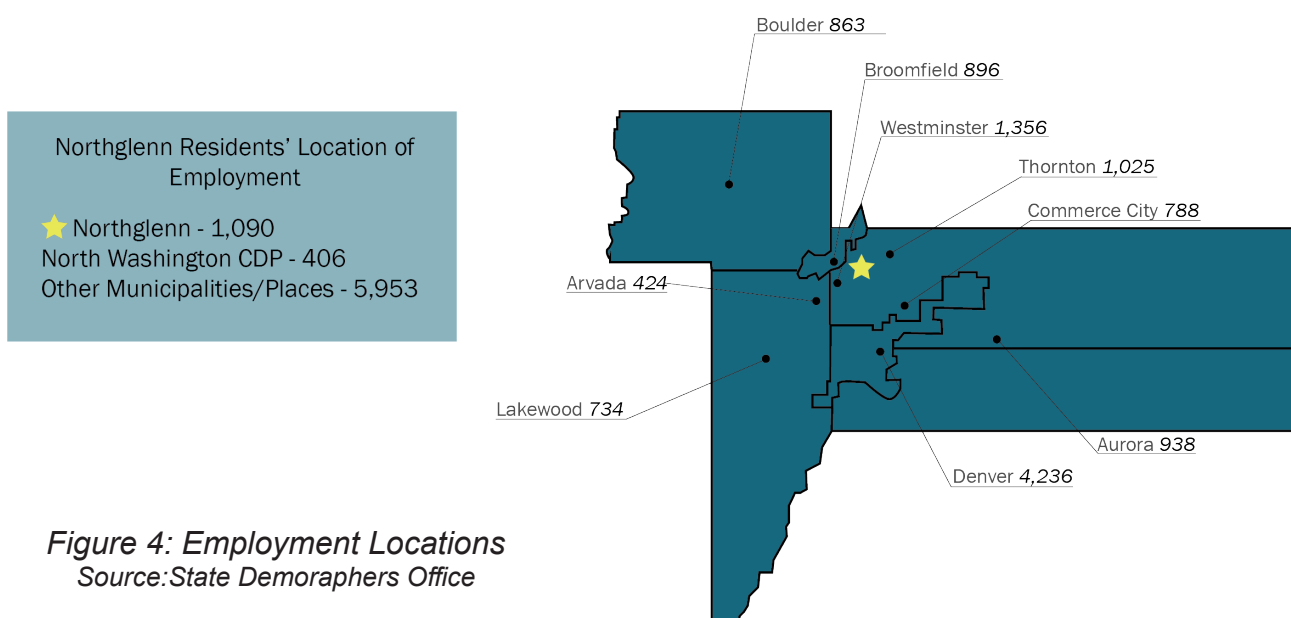 Boulder 863
Broomfield 896
Westminster 1,356
Thornton 1,025
Commerce City 788
Northglenn Residents’ Location of
Employment
Northglenn - 1,090
North Washington CDP - 406
Other Municipalities/Places - 5,953
Arvada 424
Lakewood 734
Aurora 938
Denver 4,236
Figure 4: Employment Locations
Source:State Demoraphers Office